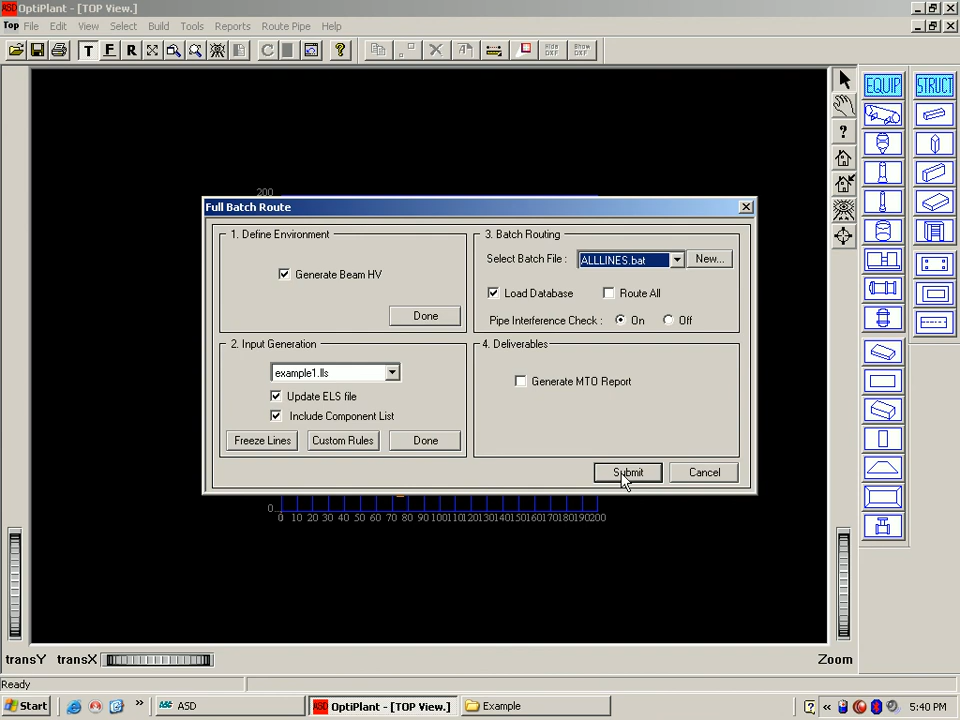 ASD OptiPlant - [TOP View.]
Top File Edit View Select Build Tools Reports Route Pipe Help
T F R
Hide DXF
Show DXF
EQUIP STRUCT
200
Full Batch Route
1. Define Environment
Generate Beam HV
Done
2. Input Generation
example1.lls
Update ELS file
Include Component List
Freeze Lines Custom Rules Done
3. Batch Routing
Select Batch File : ALLLINES.bat New...
Load Database Route All
Pipe Interference Check : On Off
4. Deliverables
Generate MTO Report
Submit Cancel
0
0 10 20 30 40 50 60 70 80 90 100 110 120 130 140 150 160 170 180 190 200
transY transX Zoom
Ready
Start » ASD ASD OptiPlant - [TOP View.] Example « 5:40 PM